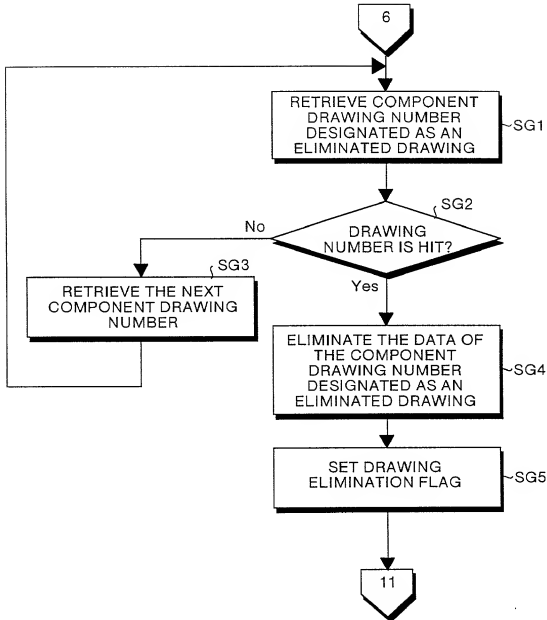 6
RETRIEVE COMPONENT
DRAWING NUMBER
DESIGNATED AS AN
ELIMINATED DRAWING
SG1
SG2
DRAWING
NUMBER IS HIT?
No
Yes
SG3
RETRIEVE THE NEXT
COMPONENT DRAWING
NUMBER
ELIMINATE THE DATA OF
THE COMPONENT
DRAWING NUMBER
DESIGNATED AS AN
ELIMINATED DRAWING
SG4
SET DRAWING
ELIMINATION FLAG
SG5
11